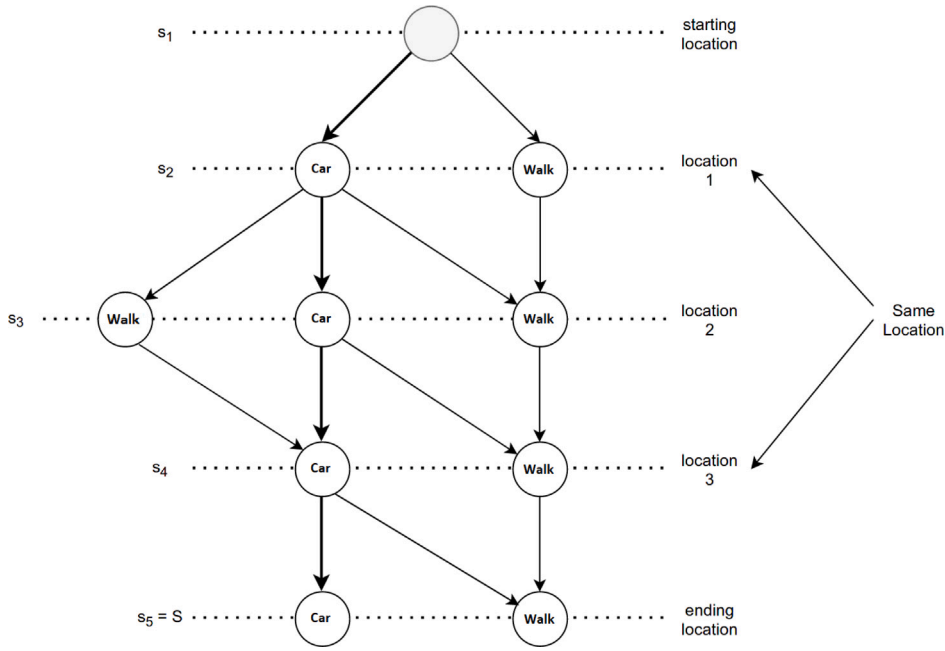 s1
starting
location
s2
Car
Walk
location
1
s3
Walk
Car
Walk
location
2
Same
Location
s4
Car
Walk
location
3
s5 = S
Car
Walk
ending
location